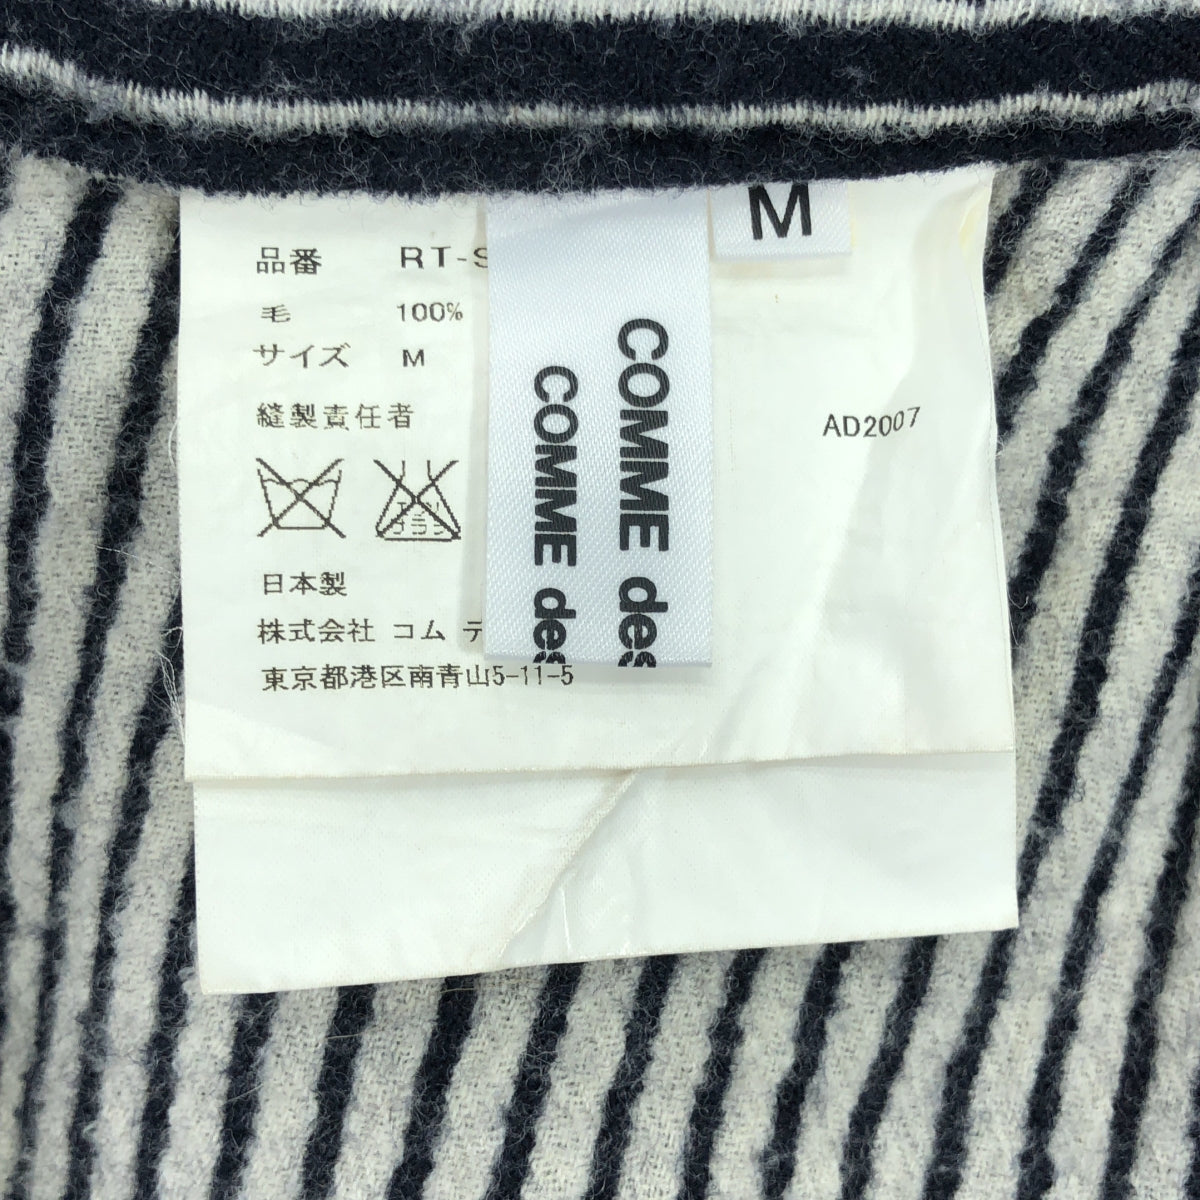 M
品番 RT-S
毛 100%
サイズ M
縫製責任者
日本製
株式会社 コム デ
東京都港区南青山5-11-5
COMME des
COMME des
AD2007